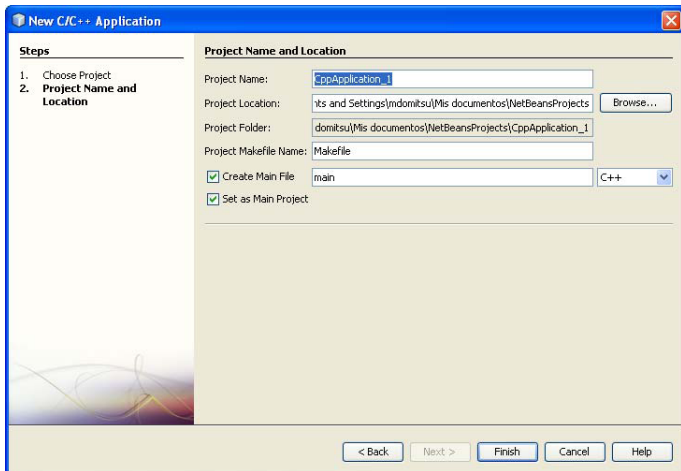 New C/C++ Application
Steps
1. Choose Project
2. Project Name and
Location
Project Name and Location
Project Name: CppApplication_1
Project Location: nts and Settings\mdomitsu\Mis documentos\NetBeansProjects Browse...
Project Folder: domitsu\Mis documentos\NetBeansProjects\CppApplication_1
Project Makefile Name: Makefile
Create Main File main C++
Set as Main Project
< Back Next > Finish Cancel Help